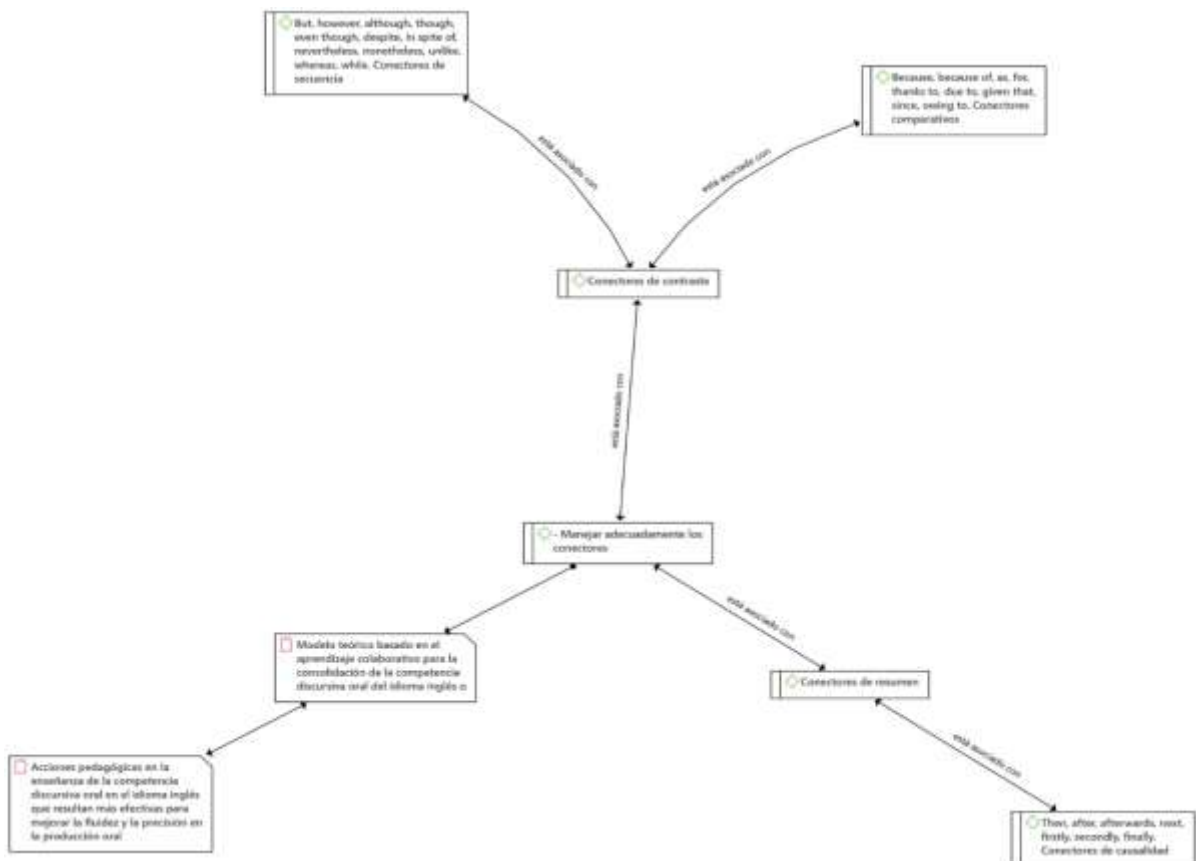 But, however, although, though,
even though, despite, in spite of,
nevertheless, nonetheless, unlike,
whereas, while. Conectores de
secuencia
Because, because of, as, for,
thanks to, due to, given that,
since, owing to. Conectores
comparativos
está asociado con
está asociado con
Conectores de contraste
está asociado con
- Manejar adecuadamente los
conectores
está asociado con
Modelo teórico basado en el
aprendizaje colaborativo para la
consolidación de la competencia
discursiva oral del idioma inglés o
Conectores de resumen
está asociado con
Acciones pedagógicas en la
enseñanza de la competencia
discursiva oral en el idioma inglés
que resultan más efectivas para
mejorar la fluidez y la precisión en
la producción oral
Then, after, afterwards, next,
firstly, secondly, finally.
Conectores de causalidad